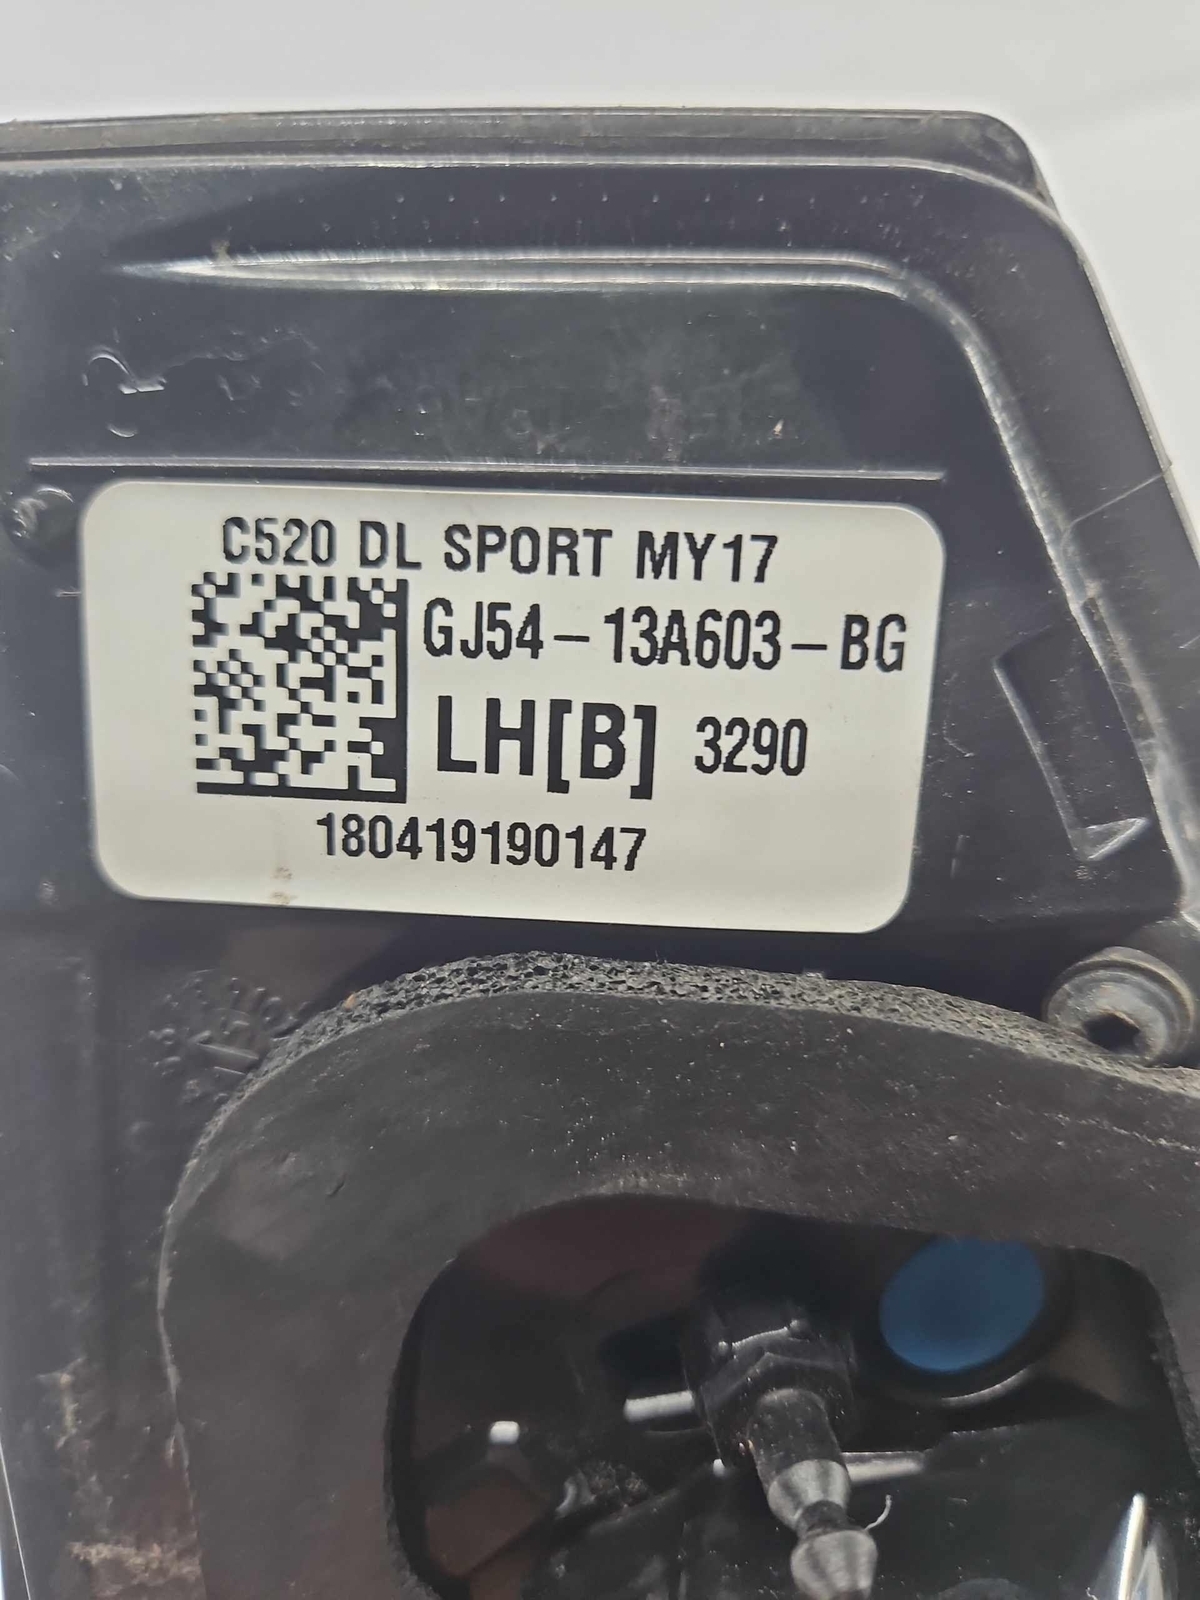 C520 DL SPORT MY17
GJ54-13A603-BG
LH[B] 3290
180419190147